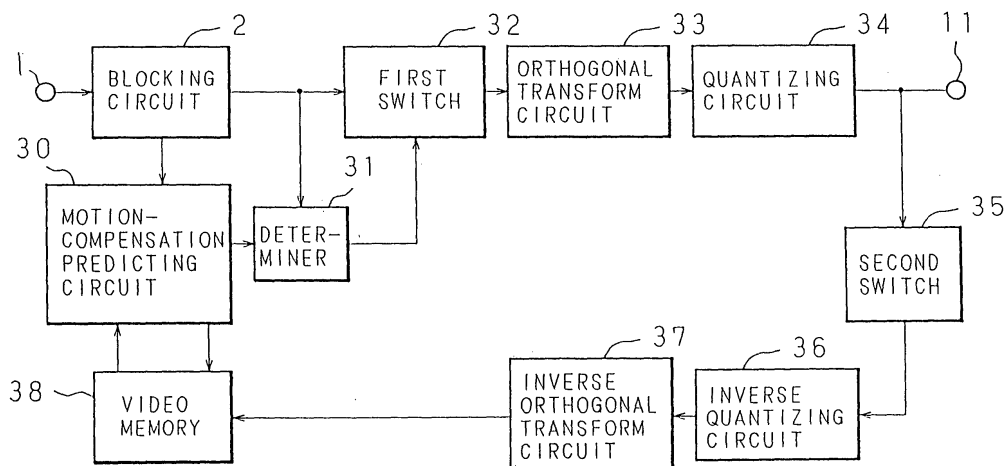 1
2
BLOCKING
CIRCUIT
32
FIRST
SWITCH
33
ORTHOGONAL
TRANSFORM
CIRCUIT
34
QUANTIZING
CIRCUIT
11
30
MOTION-
COMPENSATION
PREDICTING
CIRCUIT
31
DETER-
MINER
35
SECOND
SWITCH
38
VIDEO
MEMORY
37
INVERSE
ORTHOGONAL
TRANSFORM
CIRCUIT
36
INVERSE
QUANTIZING
CIRCUIT